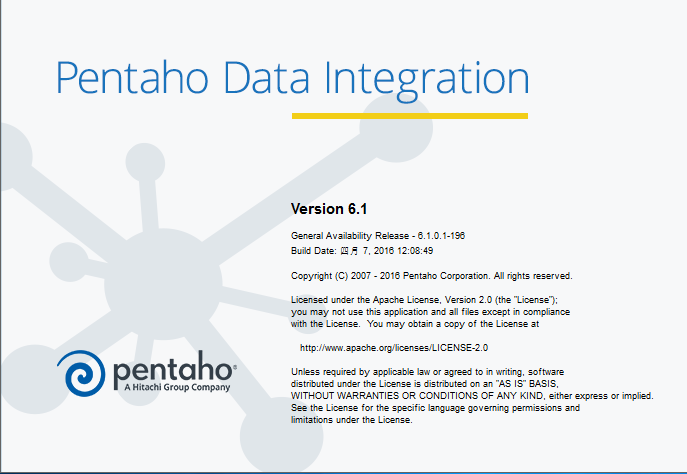 Pentaho Data Integration
Version 6.1
General Availability Release - 6.1.0.1-196
Build Date: 四月 7, 2016 12:08:49
Copyright (C) 2007 - 2016 Pentaho Corporation. All rights reserved.
Licensed under the Apache License, Version 2.0 (the "License");
you may not use this application and all files except in compliance
with the License. You may obtain a copy of the License at
http://www.apache.org/licenses/LICENSE-2.0
pentaho®
A Hitachi Group Company
Unless required by applicable law or agreed to in writing, software
distributed under the License is distributed on an "AS IS" BASIS,
WITHOUT WARRANTIES OR CONDITIONS OF ANY KIND, either express or implied.
See the License for the specific language governing permissions and
limitations under the License.